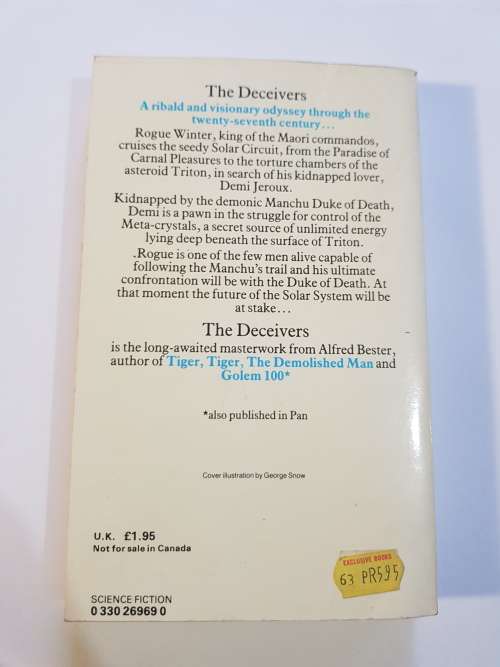 The Deceivers
A ribald and visionary odyssey through the
twenty-seventh century...
Rogue Winter, king of the Maori commandos,
cruises the seedy Solar Circuit, from the Paradise of
Carnal Pleasures to the torture chambers of the
asteroid Triton, in search of his kidnapped lover,
Demi Jeroux.
Kidnapped by the demonic Manchu Duke of Death,
Demi is a pawn in the struggle for control of the
Meta-crystals, a secret source of unlimited energy
lying deep beneath the surface of Triton.
.Rogue is one of the few men alive capable of
following the Manchu's trail and his ultimate
confrontation will be with the Duke of Death. At
that moment the future of the Solar System will be
at stake...
The Deceivers
is the long-awaited masterwork from Alfred Bester,
author of Tiger, Tiger, The Demolished Man and
Golem 100*
*also published in Pan
Cover illustration by George Snow
U.K. £1.95
Not for sale in Canada
EXCLUSIVE BOOKS
63 PR5.95
SCIENCE FICTION
0 330 26969 0